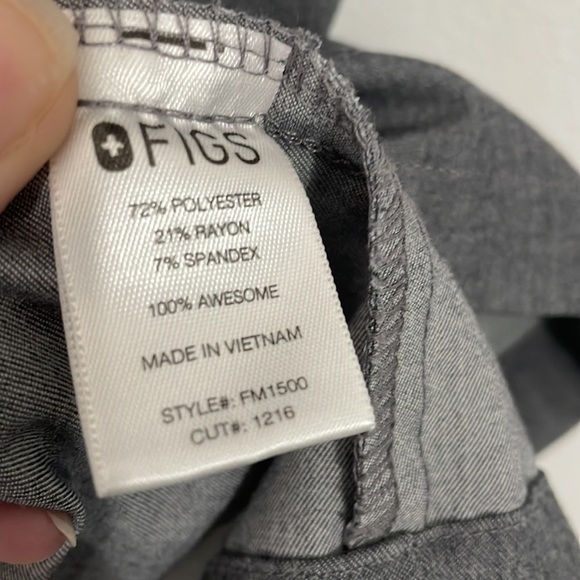 FIGS
72% POLYESTER
21% RAYON
7% SPANDEX
100% AWESOME
MADE IN VIETNAM
STYLE#: FM1500
CUT#: 1216